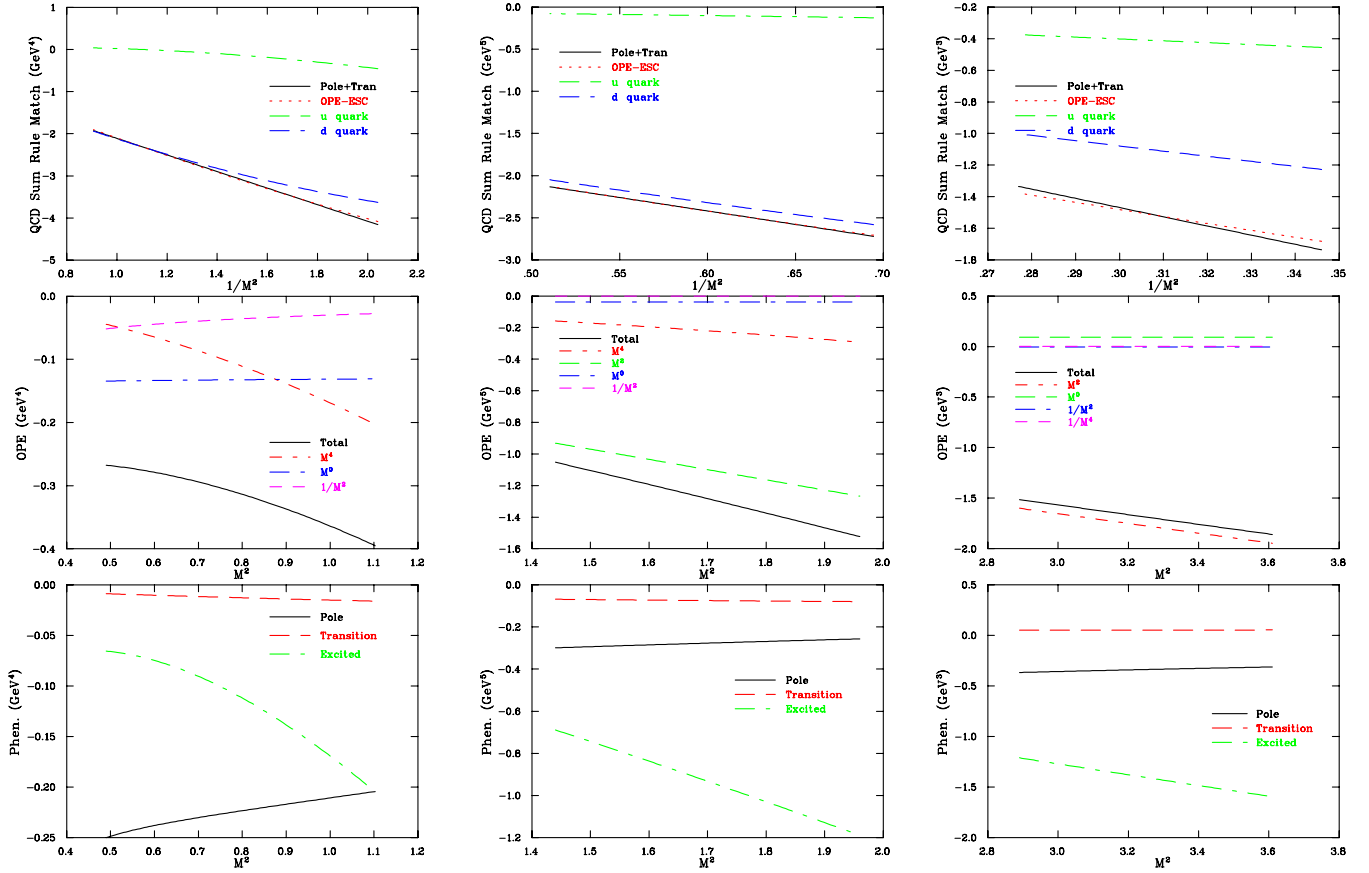 QCD Sum Rule Match (GeV⁴)
1
0
−1
−2
−3
−4
−5
Pole+Tran
OPE-ESC
u quark
d quark
0.8 1.0 1.2 1.4 1.6 1.8 2.0 2.2
1/M²
QCD Sum Rule Match (GeV⁵)
0.0
−0.5
−1.0
−1.5
−2.0
−2.5
−3.0
Pole+Tran
OPE-ESC
u quark
d quark
.50 .55 .60 .65 .70
1/M²
QCD Sum Rule Match (GeV³)
−0.2
−0.4
−0.6
−0.8
−1.0
−1.2
−1.4
−1.6
−1.8
Pole+Tran
OPE-ESC
u quark
d quark
.27 .28 .29 .30 .31 .32 .33 .34 .35
1/M²
OPE (GeV⁴)
0.0
−0.1
−0.2
−0.3
−0.4
Total
M⁴
M⁰
1/M²
0.4 0.5 0.6 0.7 0.8 0.9 1.0 1.1 1.2
M²
OPE (GeV⁵)
0.0
−0.2
−0.4
−0.6
−0.8
−1.0
−1.2
−1.4
−1.6
Total
M⁴
M²
M⁰
1/M²
1.4 1.5 1.6 1.7 1.8 1.9 2.0
M²
OPE (GeV³)
0.5
0.0
−0.5
−1.0
−1.5
−2.0
Total
M²
M⁰
1/M²
1/M⁴
2.8 3.0 3.2 3.4 3.6 3.8
M²
Phen. (GeV⁴)
0.00
−0.05
−0.10
−0.15
−0.20
−0.25
Pole
Transition
Excited
0.4 0.5 0.6 0.7 0.8 0.9 1.0 1.1 1.2
M²
Phen. (GeV⁵)
0.0
−0.2
−0.4
−0.6
−0.8
−1.0
−1.2
Pole
Transition
Excited
1.4 1.5 1.6 1.7 1.8 1.9 2.0
M²
Phen. (GeV³)
0.5
0.0
−0.5
−1.0
−1.5
−2.0
Pole
Transition
Excited
2.8 3.0 3.2 3.4 3.6 3.8
M²